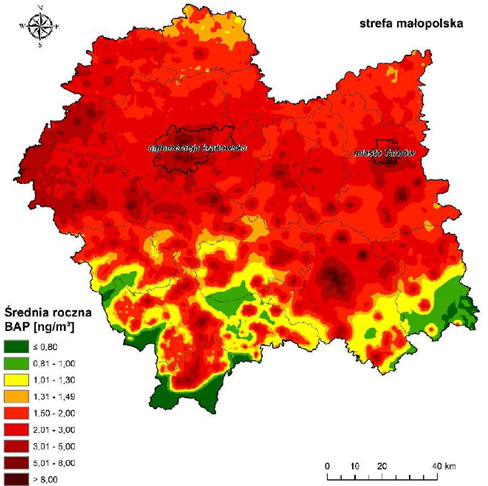 N
W
E
S
strefa małopolska
aglomeracja krakowska
miasto Tarnów
Średnia roczna
BAP [ng/m³]
≤ 0,80
0,81 - 1,00
1,01 - 1,30
1,31 - 1,49
1,50 - 2,00
2,01 - 3,00
3,01 - 5,00
5,01 - 8,00
> 8,00
0 10 20 40 km